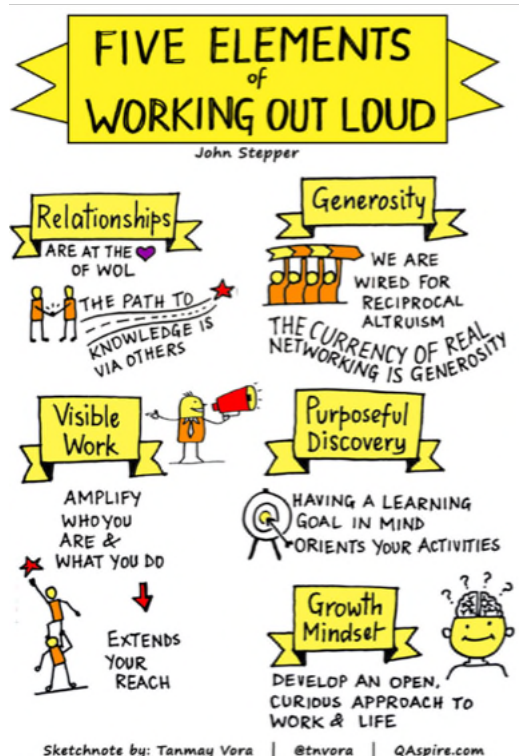 FIVE ELEMENTS
of
WORKING OUT LOUD
John Stepper
Relationships
ARE AT THE
OF WOL
THE PATH TO
KNOWLEDGE IS
VIA OTHERS
Generosity
WE ARE
WIRED FOR
RECIPROCAL
ALTRUISM
THE CURRENCY OF REAL
NETWORKING IS GENEROSITY
Visible
Work
AMPLIFY
WHO YOU
ARE &
WHAT YOU DO
EXTENDS
YOUR
REACH
Purposeful
Discovery
HAVING A LEARNING
GOAL IN MIND
ORIENTS YOUR ACTIVITIES
Growth
Mindset
? ? ? ?
DEVELOP AN OPEN,
CURIOUS APPROACH TO
WORK & LIFE
Sketchnote by: Tanmay Vora | @tnvora | QAspire.com